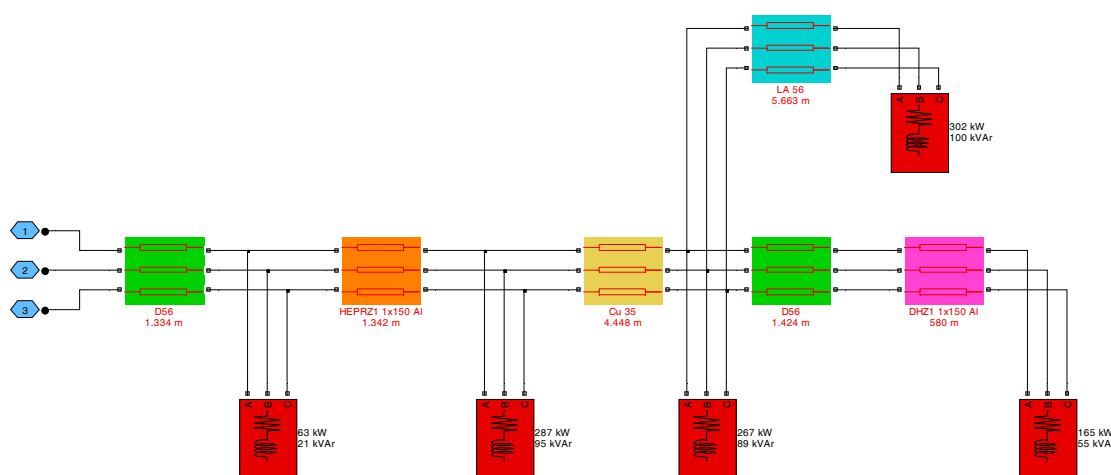 LA 56
5.663 m
A
B
C
302 kW
100 kVAr
1
2
3
D56
1.334 m
HEPRZ1 1x150 Al
1.342 m
Cu 35
4.448 m
D56
1.424 m
DHZ1 1x150 Al
580 m
A
B
C
63 kW
21 kVAr
A
B
C
287 kW
95 kVAr
A
B
C
267 kW
89 kVAr
A
B
C
165 kW
55 kVA